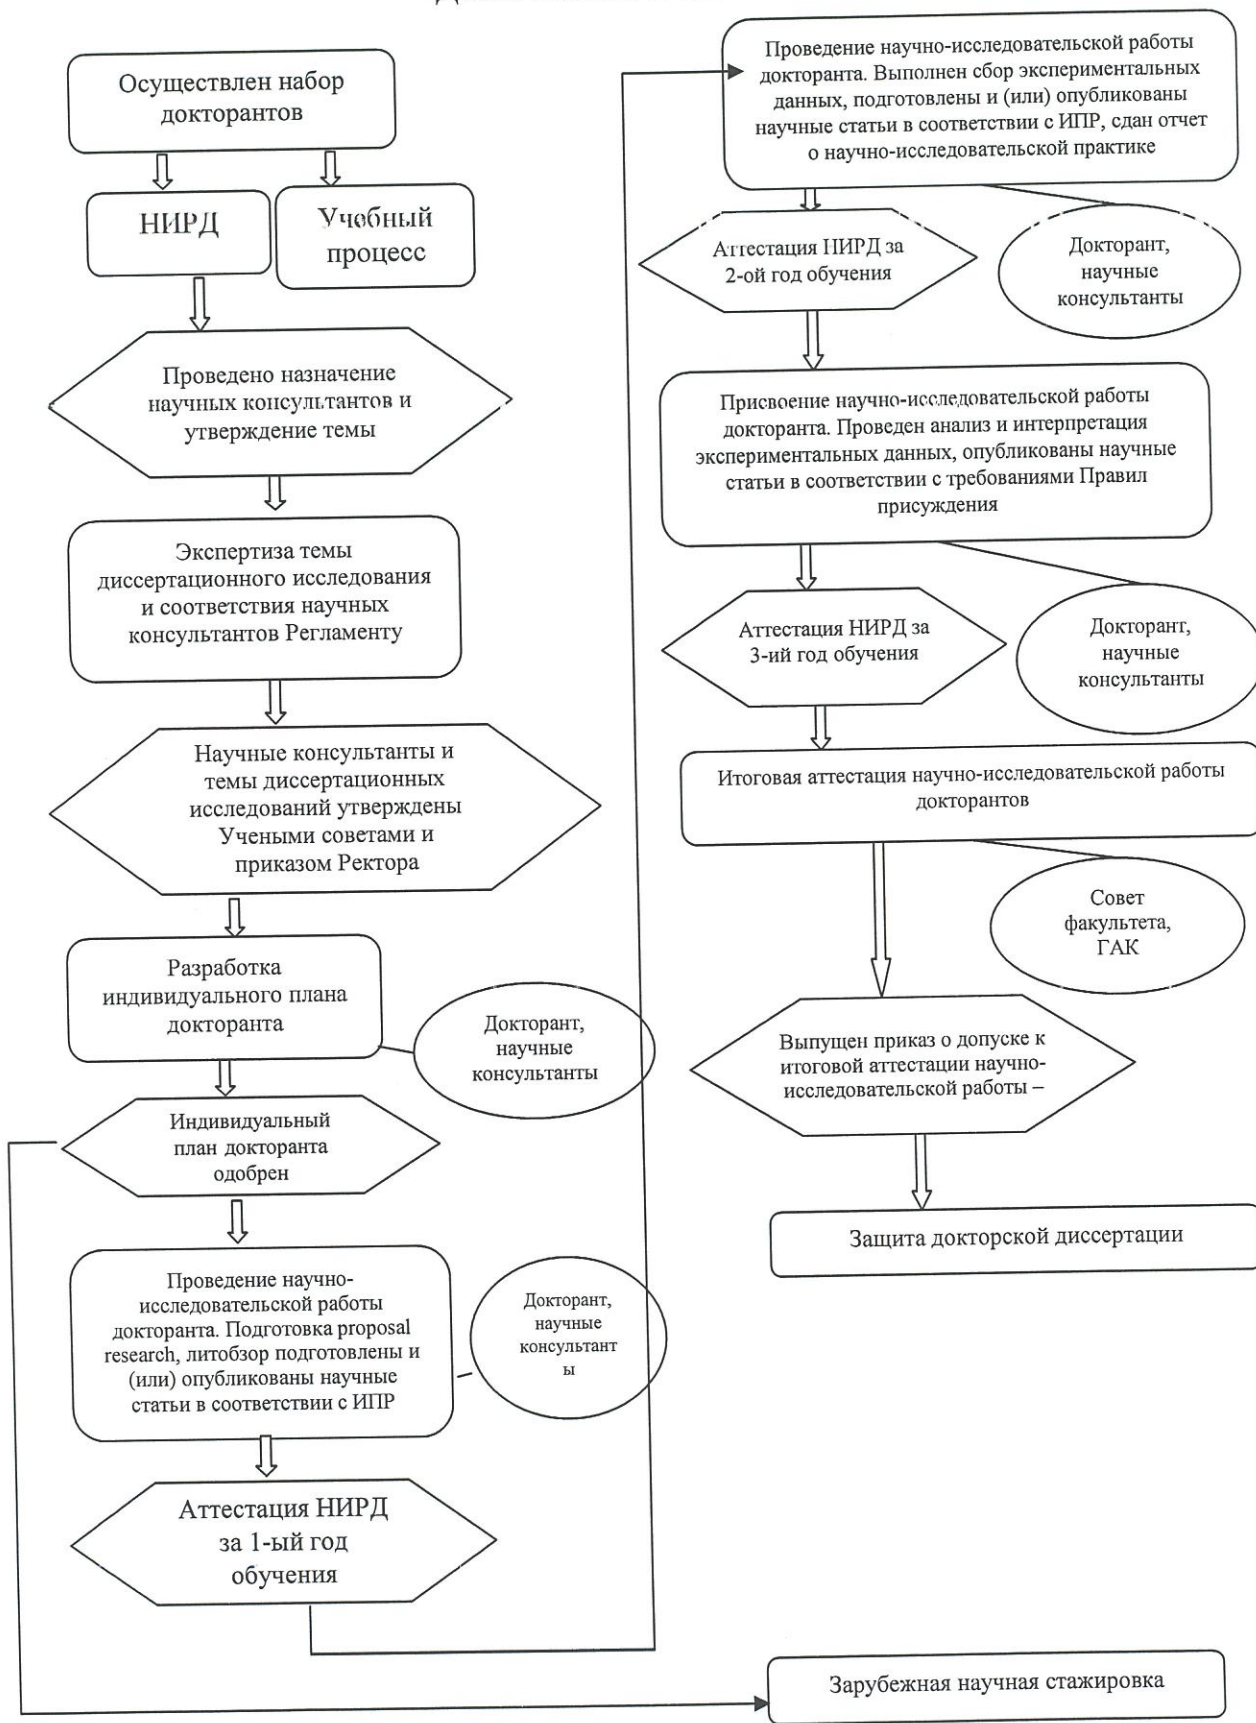 Осуществлен набор
докторантов
НИРД
Учебный
процесс
Проведено назначение
научных консультантов и
утверждение темы
Экспертиза темы
диссертационного исследования
и соответствия научных
консультантов Регламенту
Научные консультанты и
темы диссертационных
исследований утверждены
Учеными советами и
приказом Ректора
Разработка
индивидуального плана
докторанта
Докторант,
научные
консультанты
Индивидуальный
план докторанта
одобрен
Проведение научно-
исследовательской работы
докторанта. Подготовка proposal
research, литобзор подготовлены и
(или) опубликованы научные
статьи в соответствии с ИПР
Докторант,
научные
консультант
ы
Аттестация НИРД
за 1-ый год
обучения
Проведение научно-исследовательской работы
докторанта. Выполнен сбор экспериментальных
данных, подготовлены и (или) опубликованы
научные статьи в соответствии с ИПР, сдан отчет
о научно-исследовательской практике
Аттестация НИРД за
2-ой год обучения
Докторант,
научные
консультанты
Присвоение научно-исследовательской работы
докторанта. Проведен анализ и интерпретация
экспериментальных данных, опубликованы научные
статьи в соответствии с требованиями Правил
присуждения
Аттестация НИРД за
3-ий год обучения
Докторант,
научные
консультанты
Итоговая аттестация научно-исследовательской работы
докторантов
Совет
факультета,
ГАК
Выпущен приказ о допуске к
итоговой аттестации научно-
исследовательской работы –
Защита докторской диссертации
Зарубежная научная стажировка